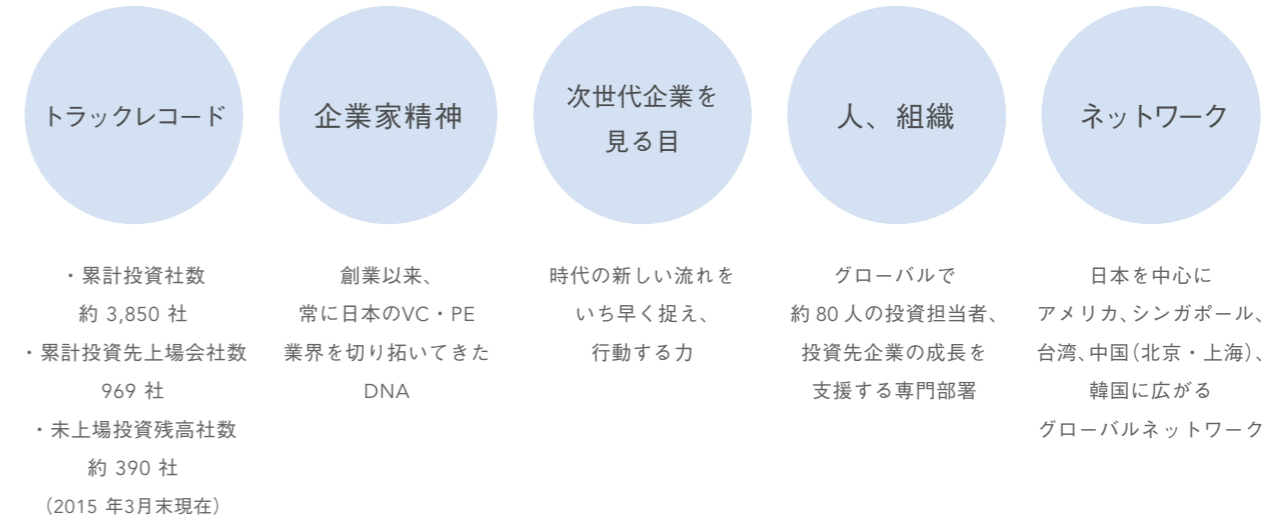 トラックレコード
・累計投資社数
約 3,850 社
・累計投資先上場会社数
969 社
・未上場投資残高社数
約 390 社
（2015 年3月末現在）
企業家精神
創業以来、
常に日本のVC・PE
業界を切り拓いてきた
DNA
次世代企業を
見る目
時代の新しい流れを
いち早く捉え、
行動する力
人、組織
グローバルで
約 80 人の投資担当者、
投資先企業の成長を
支援する専門部署
ネットワーク
日本を中心に
アメリカ、シンガポール、
台湾、中国（北京・上海）、
韓国に広がる
グローバルネットワーク